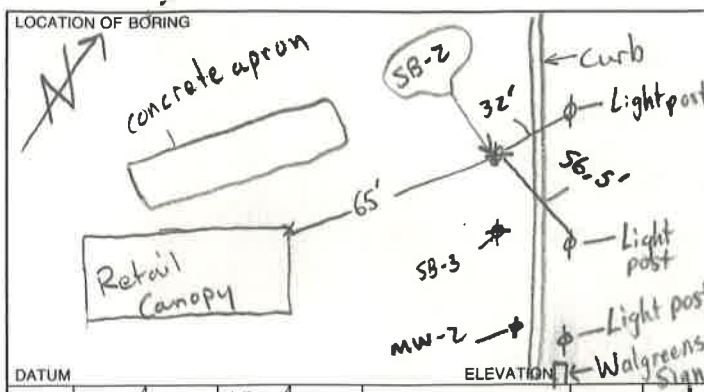 LOCATION OF BORING
N
concrete apron
SB-2
Curb
32'
Light post
56.5'
65'
Retail
Canopy
SB-3
Light
post
MW-2
Light post
Walgreens
Sign
DATUM
ELEVATION